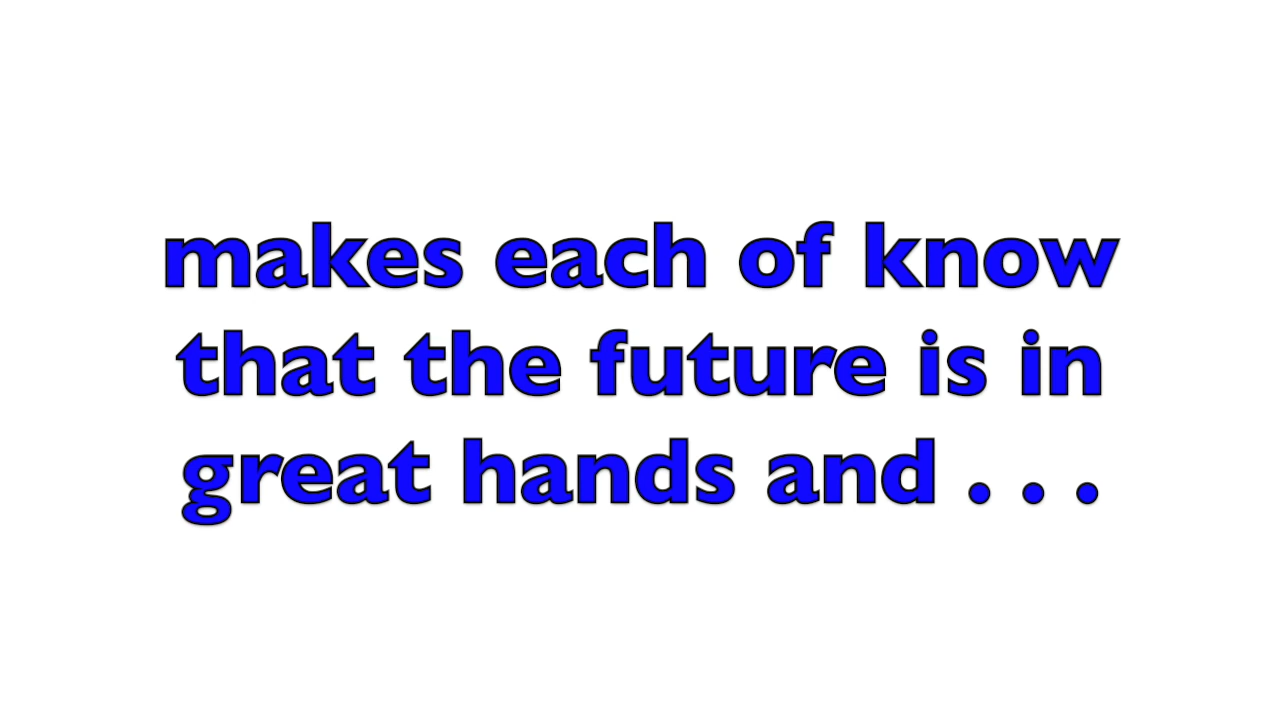 makes each of know
that the future is in
great hands and . . .